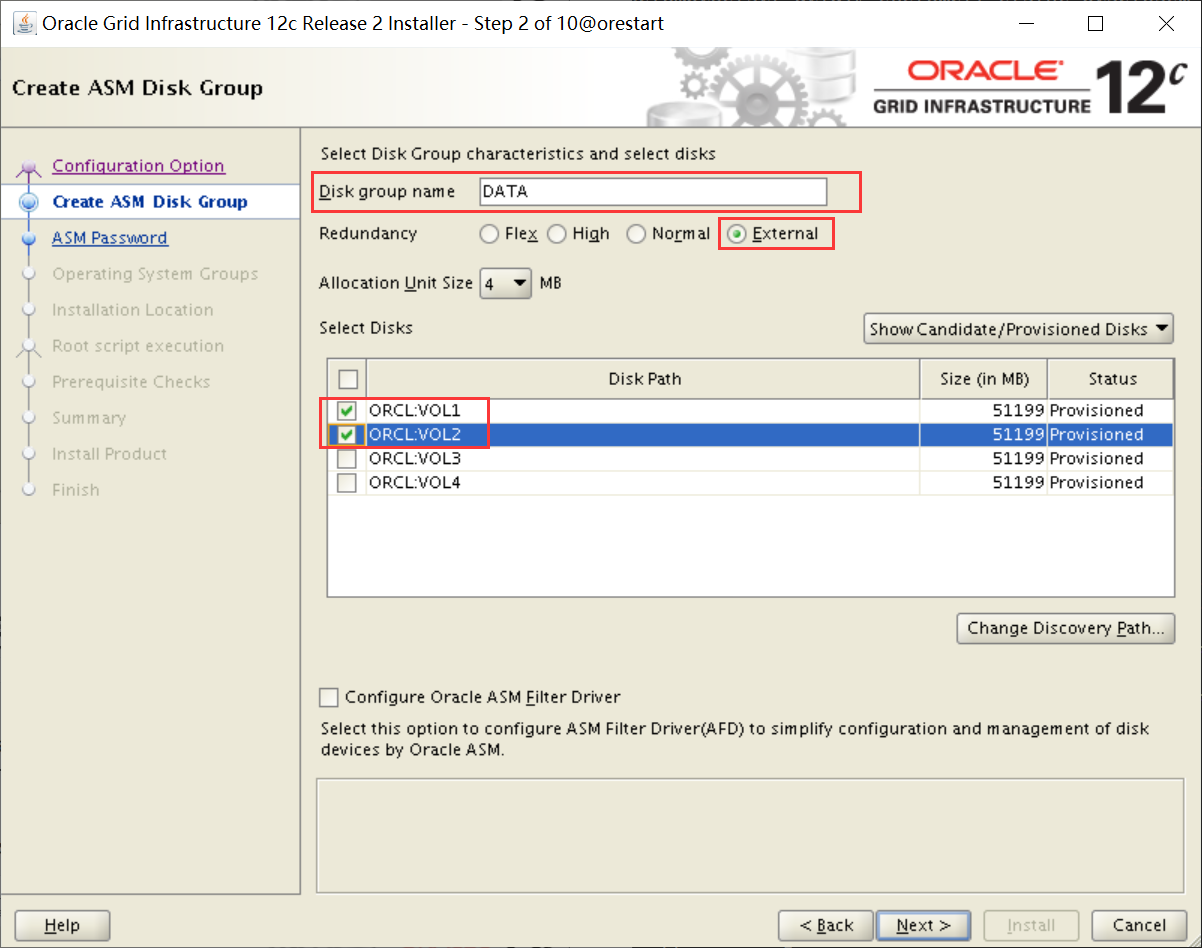 Oracle Grid Infrastructure 12c Release 2 Installer - Step 2 of 10@orestart
Create ASM Disk Group
ORACLE
GRID INFRASTRUCTURE
12c
Configuration Option
Create ASM Disk Group
ASM Password
Operating System Groups
Installation Location
Root script execution
Prerequisite Checks
Summary
Install Product
Finish
Select Disk Group characteristics and select disks
Disk group name DATA
Redundancy Flex High Normal External
Allocation Unit Size 4 MB
Select Disks Show Candidate/Provisioned Disks
Disk Path Size (in MB) Status
ORCL:VOL1 51199 Provisioned
ORCL:VOL2 51199 Provisioned
ORCL:VOL3 51199 Provisioned
ORCL:VOL4 51199 Provisioned
Change Discovery Path...
Configure Oracle ASM Filter Driver
Select this option to configure ASM Filter Driver(AFD) to simplify configuration and management of disk
devices by Oracle ASM.
Help < Back Next > Install Cancel